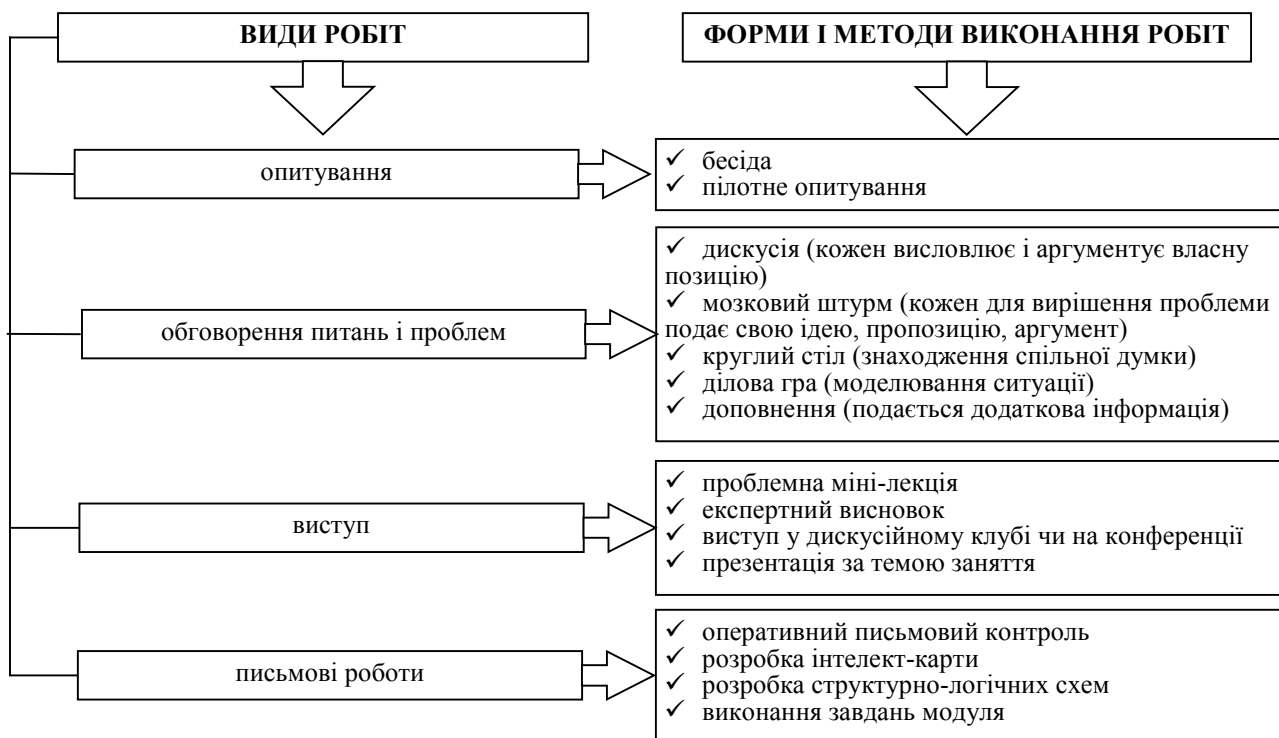 ВИДИ РОБІТ
ФОРМИ І МЕТОДИ ВИКОНАННЯ РОБІТ
опитування
✓ бесіда
✓ пілотне опитування
обговорення питань і проблем
✓ дискусія (кожен висловлює і аргументує власну
позицію)
✓ мозковий штурм (кожен для вирішення проблеми
подає свою ідею, пропозицію, аргумент)
✓ круглий стіл (знаходження спільної думки)
✓ ділова гра (моделювання ситуації)
✓ доповнення (подається додаткова інформація)
виступ
✓ проблемна міні-лекція
✓ експертний висновок
✓ виступ у дискусійному клубі чи на конференції
✓ презентація за темою заняття
письмові роботи
✓ оперативний письмовий контроль
✓ розробка інтелект-карти
✓ розробка структурно-логічних схем
✓ виконання завдань модуля